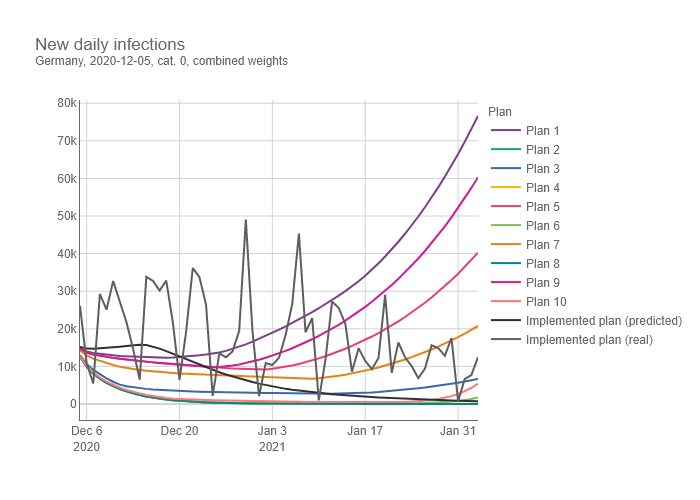 New daily infections
Germany, 2020-12-05, cat. 0, combined weights
80k
70k
60k
50k
40k
30k
20k
10k
0
Dec 6
2020
Dec 20
Jan 3
2021
Jan 17
Jan 31
Plan
Plan 1
Plan 2
Plan 3
Plan 4
Plan 5
Plan 6
Plan 7
Plan 8
Plan 9
Plan 10
Implemented plan (predicted)
Implemented plan (real)